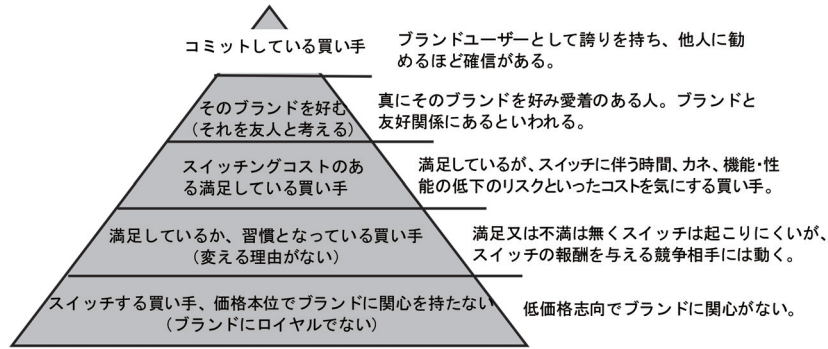 コミットしている買い手
ブランドユーザーとして誇りを持ち、他人に勧
めるほど確信がある。
そのブランドを好む
（それを友人と考える）
真にそのブランドを好み愛着のある人。ブランドと
友好関係にあるといわれる。
スイッチングコストのあ
る満足している買い手
満足しているが、スイッチに伴う時間、カネ、機能・性
能の低下のリスクといったコストを気にする買い手。
満足しているか、習慣となっている買い手
（変える理由がない）
満足又は不満は無くスイッチは起こりにくいが、
スイッチの報酬を与える競争相手には動く。
スイッチする買い手、価格本位でブランドに関心を持たない
（ブランドにロイヤルでない）
低価格志向でブランドに関心がない。